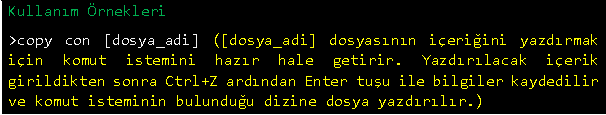 Kullanım Örnekleri
>copy con [dosya_adi] ([dosya_adi] dosyasının içeriğini yazdırmak
için komut istemini hazır hale getirir. Yazdırılacak içerik
girildikten sonra Ctrl+Z ardından Enter tuşu ile bilgiler kaydedilir
ve komut isteminin bulunduğu dizine dosya yazdırılır.)